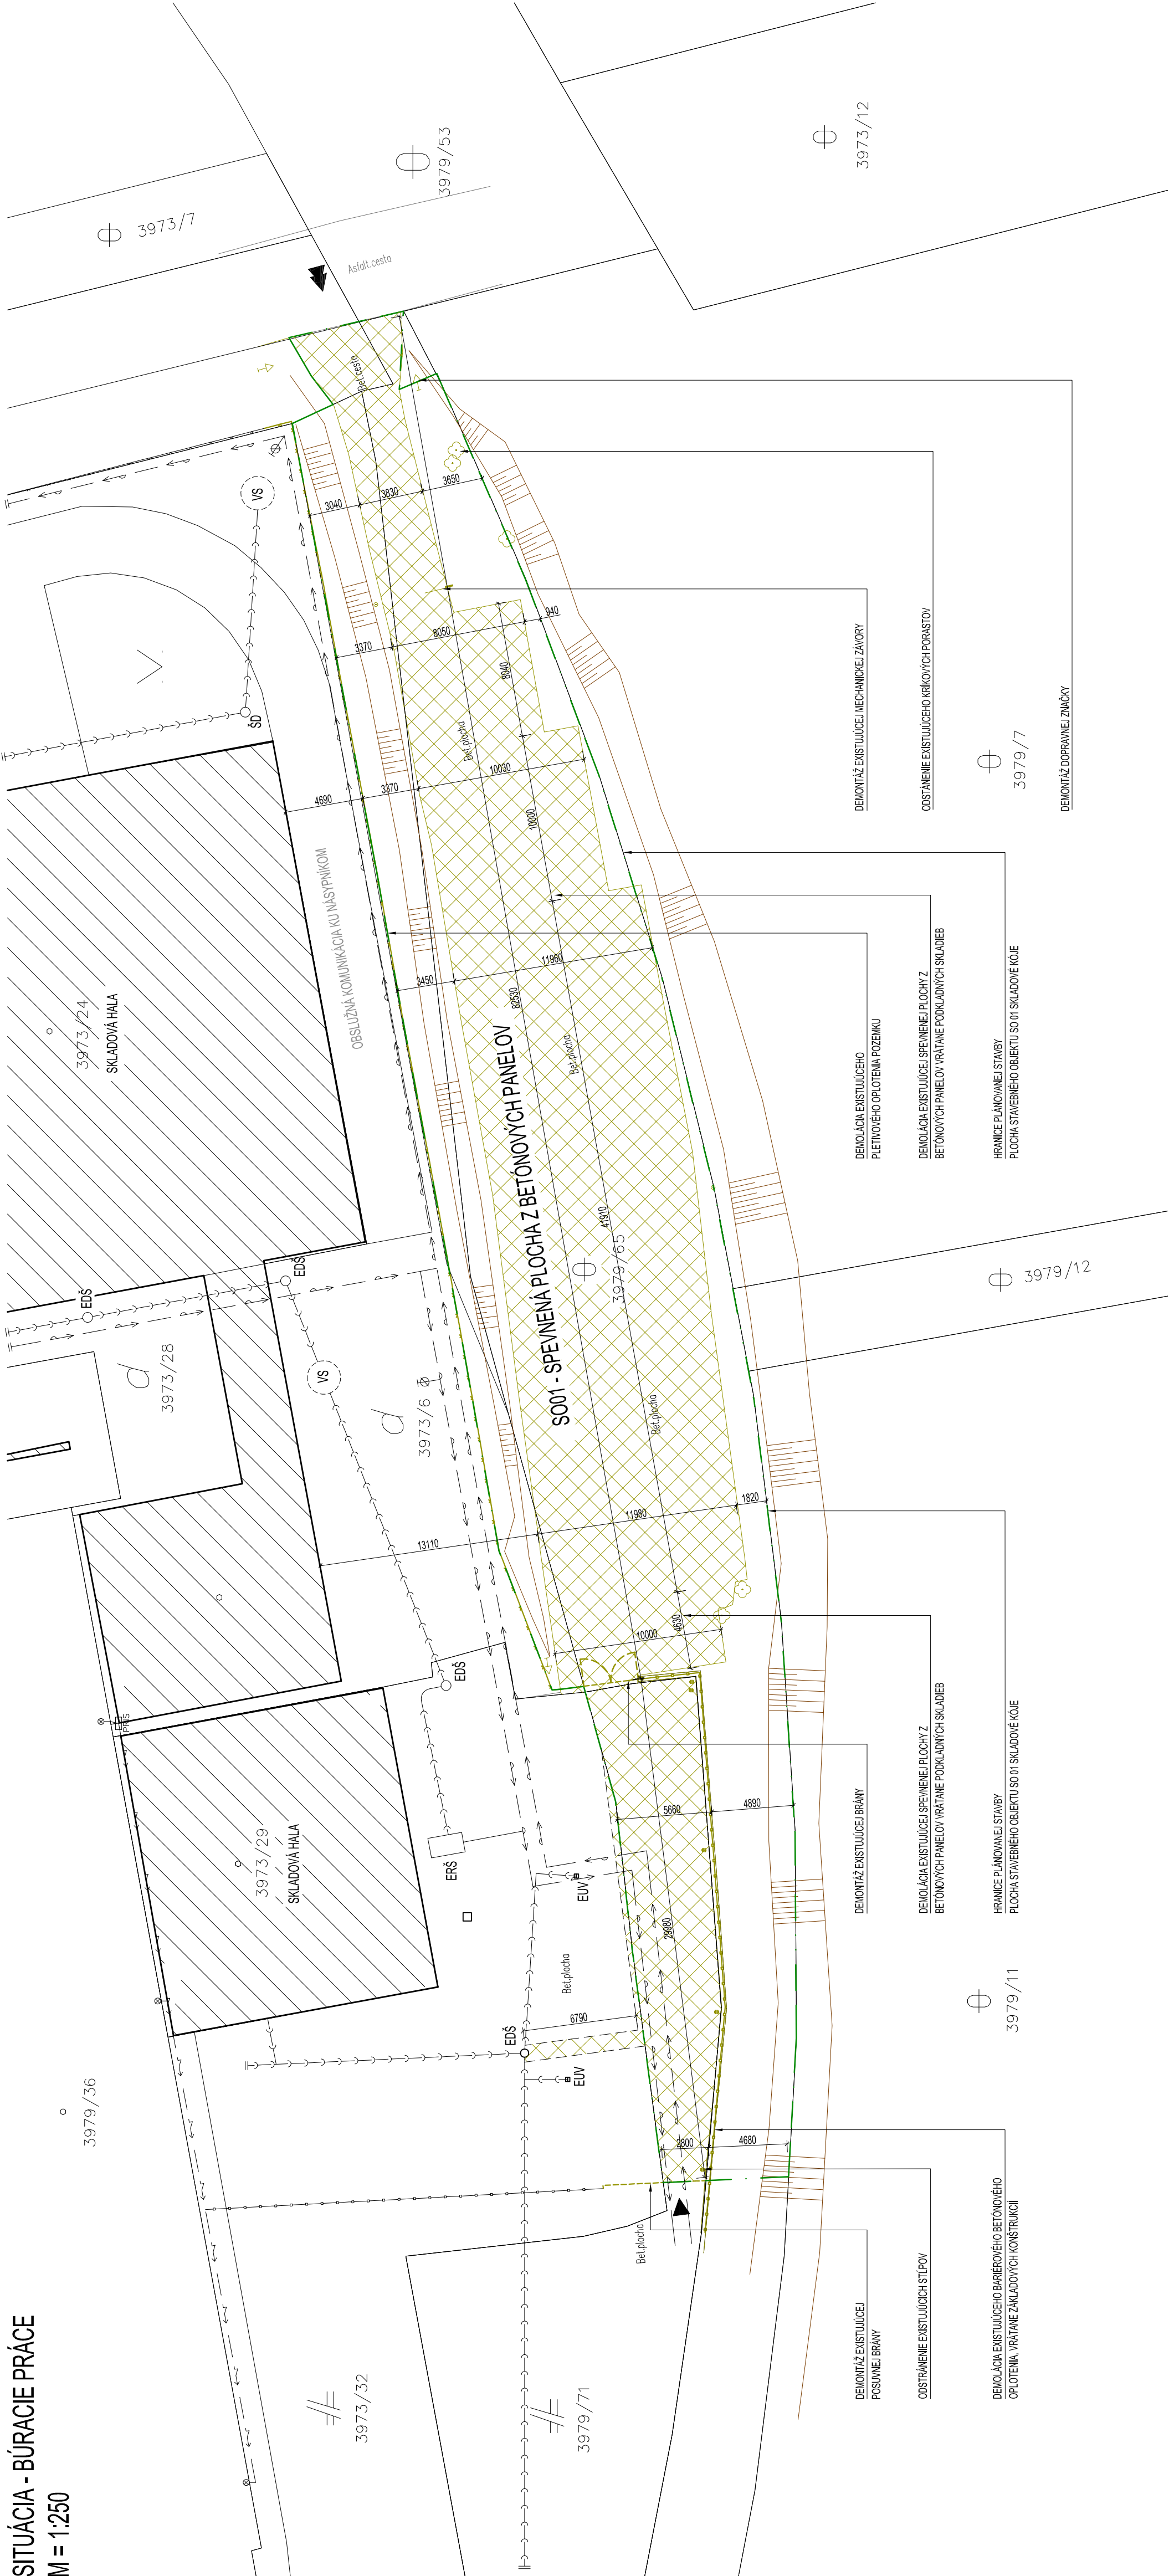 SITUÁCIA - BÚRACIE PRÁCE
M = 1:250
3979/36
3973/32
3979/71
3973/29
SKLADOVÁ HALA
3973/28
3973/6
3973/24
SKLADOVÁ HALA
OBSLUŽNÁ KOMUNIKÁCIA KU NÁSYPNÍKOM
3973/7
3979/53
3973/12
Asfalt.cesta
Bet.cesta
Bet.plocha
Bet.plocha
Bet.plocha
Bet.plocha
Bet.plocha
SO01 - SPEVNENÁ PLOCHA Z BETÓNOVÝCH PANELOV
3979/65
3979/12
3979/7
3979/11
VS
VS
ŠD
EDŠ
EDŠ
EDŠ
EDŠ
ERŠ
EUV
EUV
PRIS
3040
3830
3650
3370
8050
940
8040
4690
3370
10030
10000
3450
11960
82530
41910
13110
11980
1820
10000
4630
5660
4890
29980
6790
2800
4680
DEMONTÁŽ EXISTUJÚCEJ
POSUVNEJ BRÁNY
ODSTRÁNENIE EXISTUJÚCICH STĹPOV
DEMOLÁCIA EXISTUJÚCEHO BARIÉROVÉHO BETÓNOVÉHO
OPLOTENIA, VRÁTANE ZÁKLADOVÝCH KONŠTRUKCIÍ
DEMONTÁŽ EXISTUJÚCEJ BRÁNY
DEMOLÁCIA EXISTUJÚCEJ SPEVNENEJ PLOCHY Z
BETÓNOVÝCH PANELOV VRÁTANE PODKLADNÝCH SKLADIEB
HRANICE PLÁNOVANEJ STAVBY
PLOCHA STAVEBNÉHO OBJEKTU SO 01 SKLADOVÉ KÓJE
DEMOLÁCIA EXISTUJÚCEHO
PLETIVOVÉHO OPLOTENIA POZEMKU
DEMOLÁCIA EXISTUJÚCEJ SPEVNENEJ PLOCHY Z
BETÓNOVÝCH PANELOV VRÁTANE PODKLADNÝCH SKLADIEB
HRANICE PLÁNOVANEJ STAVBY
PLOCHA STAVEBNÉHO OBJEKTU SO 01 SKLADOVÉ KÓJE
DEMONTÁŽ EXISTUJÚCEJ MECHANICKEJ ZÁVORY
ODSTÁNENIE EXISTUJÚCEHO KRÍKOVÝCH PORASTOV
DEMONTÁŽ DOPRAVNEJ ZNAČKY